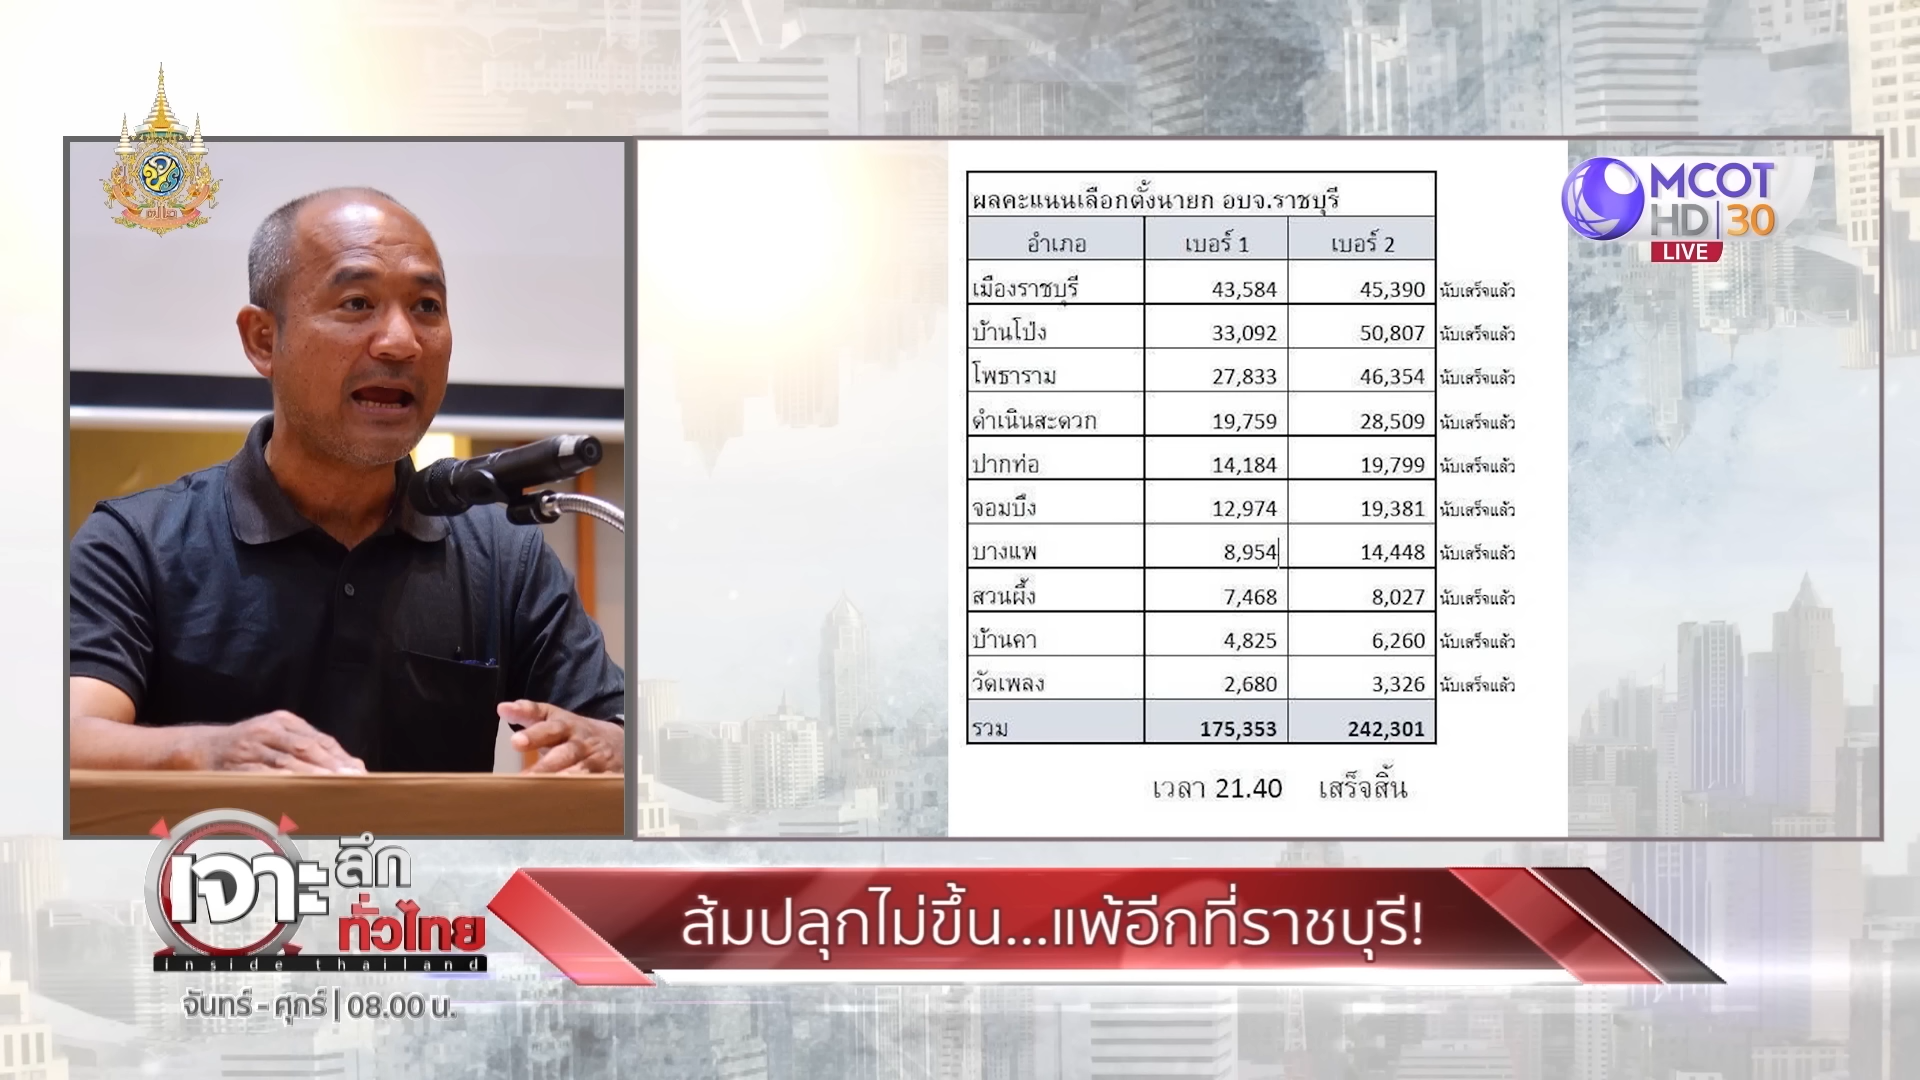 ๗๒
MCOT
HD 30
LIVE
ผลคะแนนเลือกตั้งนายก อบจ.ราชบุรี
อำเภอ เบอร์ 1 เบอร์ 2
เมืองราชบุรี 43,584 45,390 นับเสร็จแล้ว
บ้านโป่ง 33,092 50,807 นับเสร็จแล้ว
โพธาราม 27,833 46,354 นับเสร็จแล้ว
ดำเนินสะดวก 19,759 28,509 นับเสร็จแล้ว
ปากท่อ 14,184 19,799 นับเสร็จแล้ว
จอมบึง 12,974 19,381 นับเสร็จแล้ว
บางแพ 8,954 14,448 นับเสร็จแล้ว
สวนผึ้ง 7,468 8,027 นับเสร็จแล้ว
บ้านคา 4,825 6,260 นับเสร็จแล้ว
วัดเพลง 2,680 3,326 นับเสร็จแล้ว
รวม 175,353 242,301
เวลา 21.40 เสร็จสิ้น
เจาะลึก
ทั่วไทย
inside thailand
จันทร์ - ศุกร์ | 08.00 น.
ส้มปลุกไม่ขึ้น...แพ้อีกที่ราชบุรี!